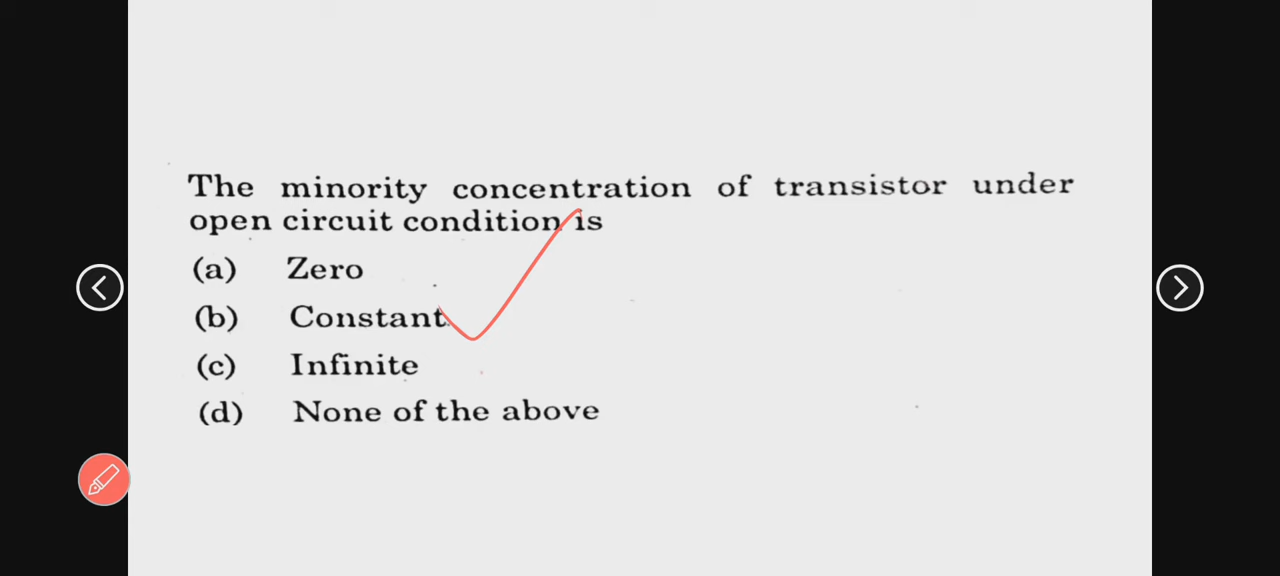 The minority concentration of transistor under
open circuit condition is
(a) Zero
(b) Constant
(c) Infinite
(d) None of the above